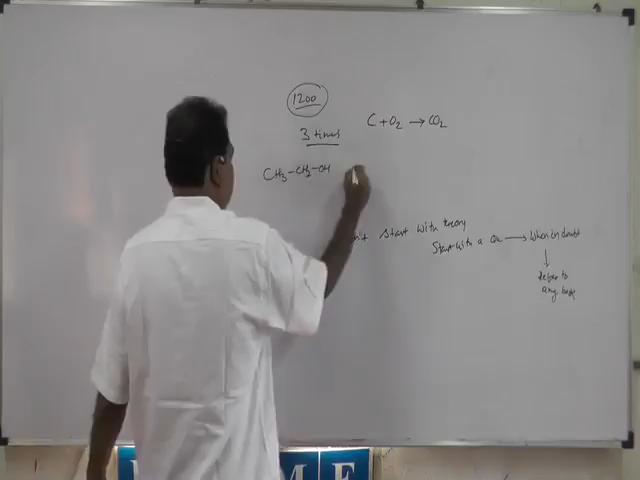 1200
3 times
C + O₂ → CO₂
CH₃-CH₂-OH
Start with theory
Start with a Qn → When in doubt
↓
Refer to
any book
M E